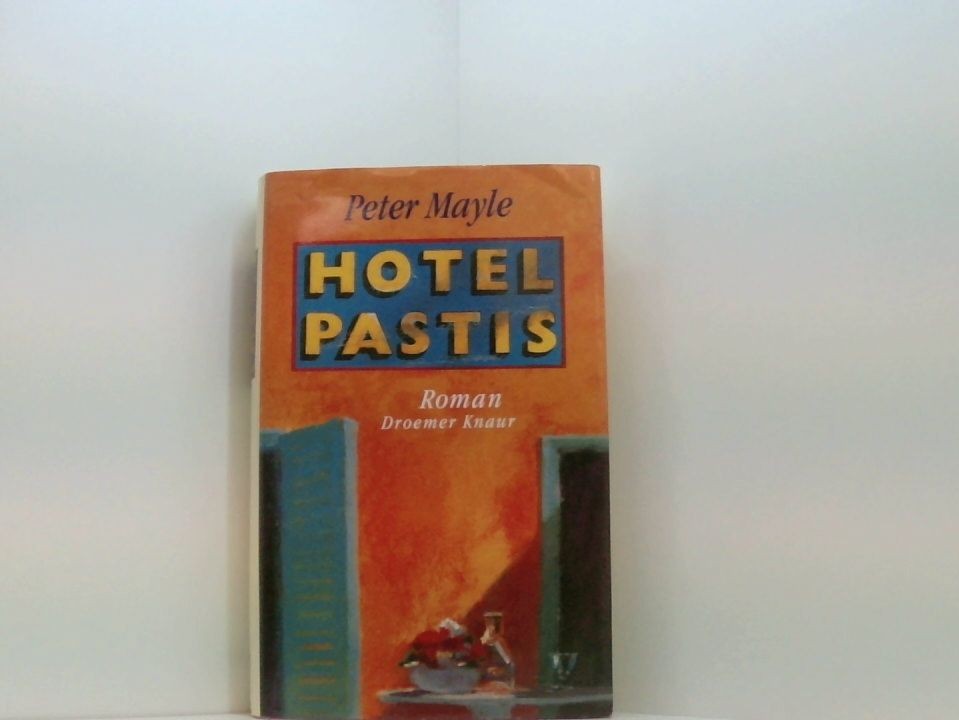 Peter Mayle
HOTEL
PASTIS
Roman
Droemer Knaur